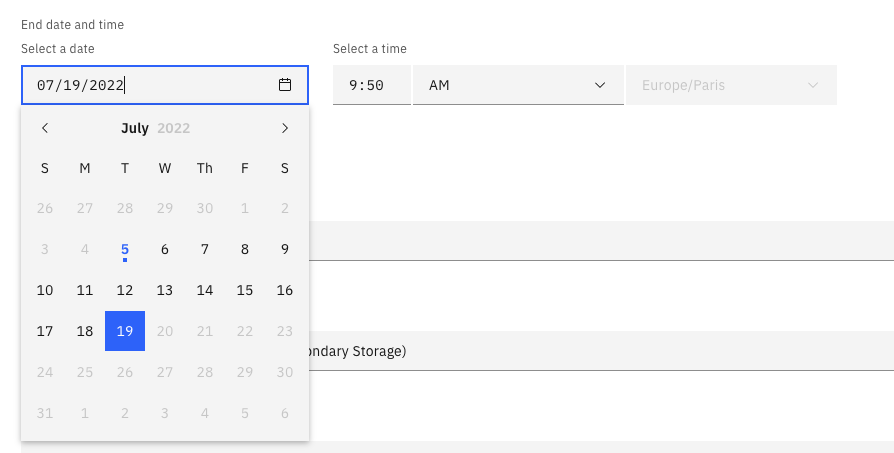 End date and time
Select a date
Select a time
07/19/2022
9:50
AM
Europe/Paris
July 2022
S M T W Th F S
26 27 28 29 30 1 2
3 4 5 6 7 8 9
10 11 12 13 14 15 16
17 18 19 20 21 22 23
ondary Storage)
24 25 26 27 28 29 30
31 1 2 3 4 5 6